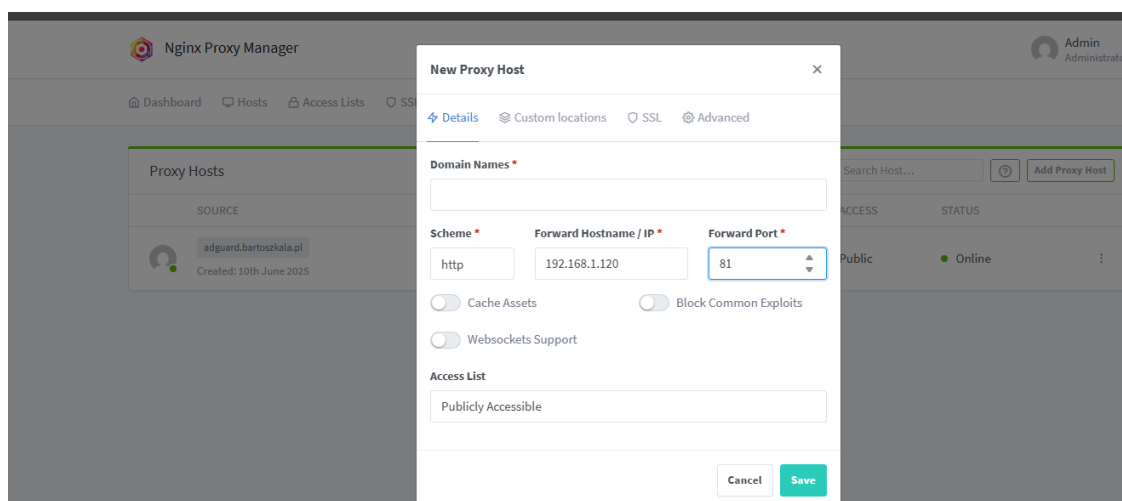 Nginx Proxy Manager
Admin
Administrat
Dashboard Hosts Access Lists SS
New Proxy Host ×
Details Custom locations SSL Advanced
Domain Names *
Scheme * Forward Hostname / IP * Forward Port *
http 192.168.1.120 81
Cache Assets Block Common Exploits
Websockets Support
Access List
Publicly Accessible
Cancel Save
Proxy Hosts Search Host... Add Proxy Host
SOURCE ACCESS STATUS
adguard.bartoszkala.pl Public Online
Created: 10th June 2025